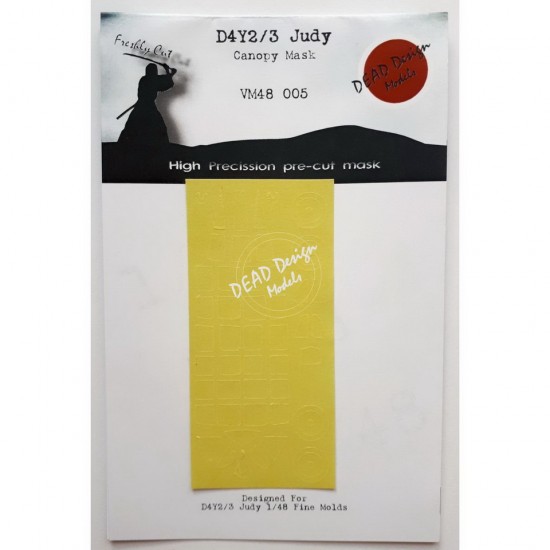 Freshly Cut
D4Y2/3 Judy
Canopy Mask
VM48 005
DEAD Design
Models
High Precission pre-cut mask
DEAD Design
Models
Designed For
D4Y2/3 Judy 1/48 Fine Molds